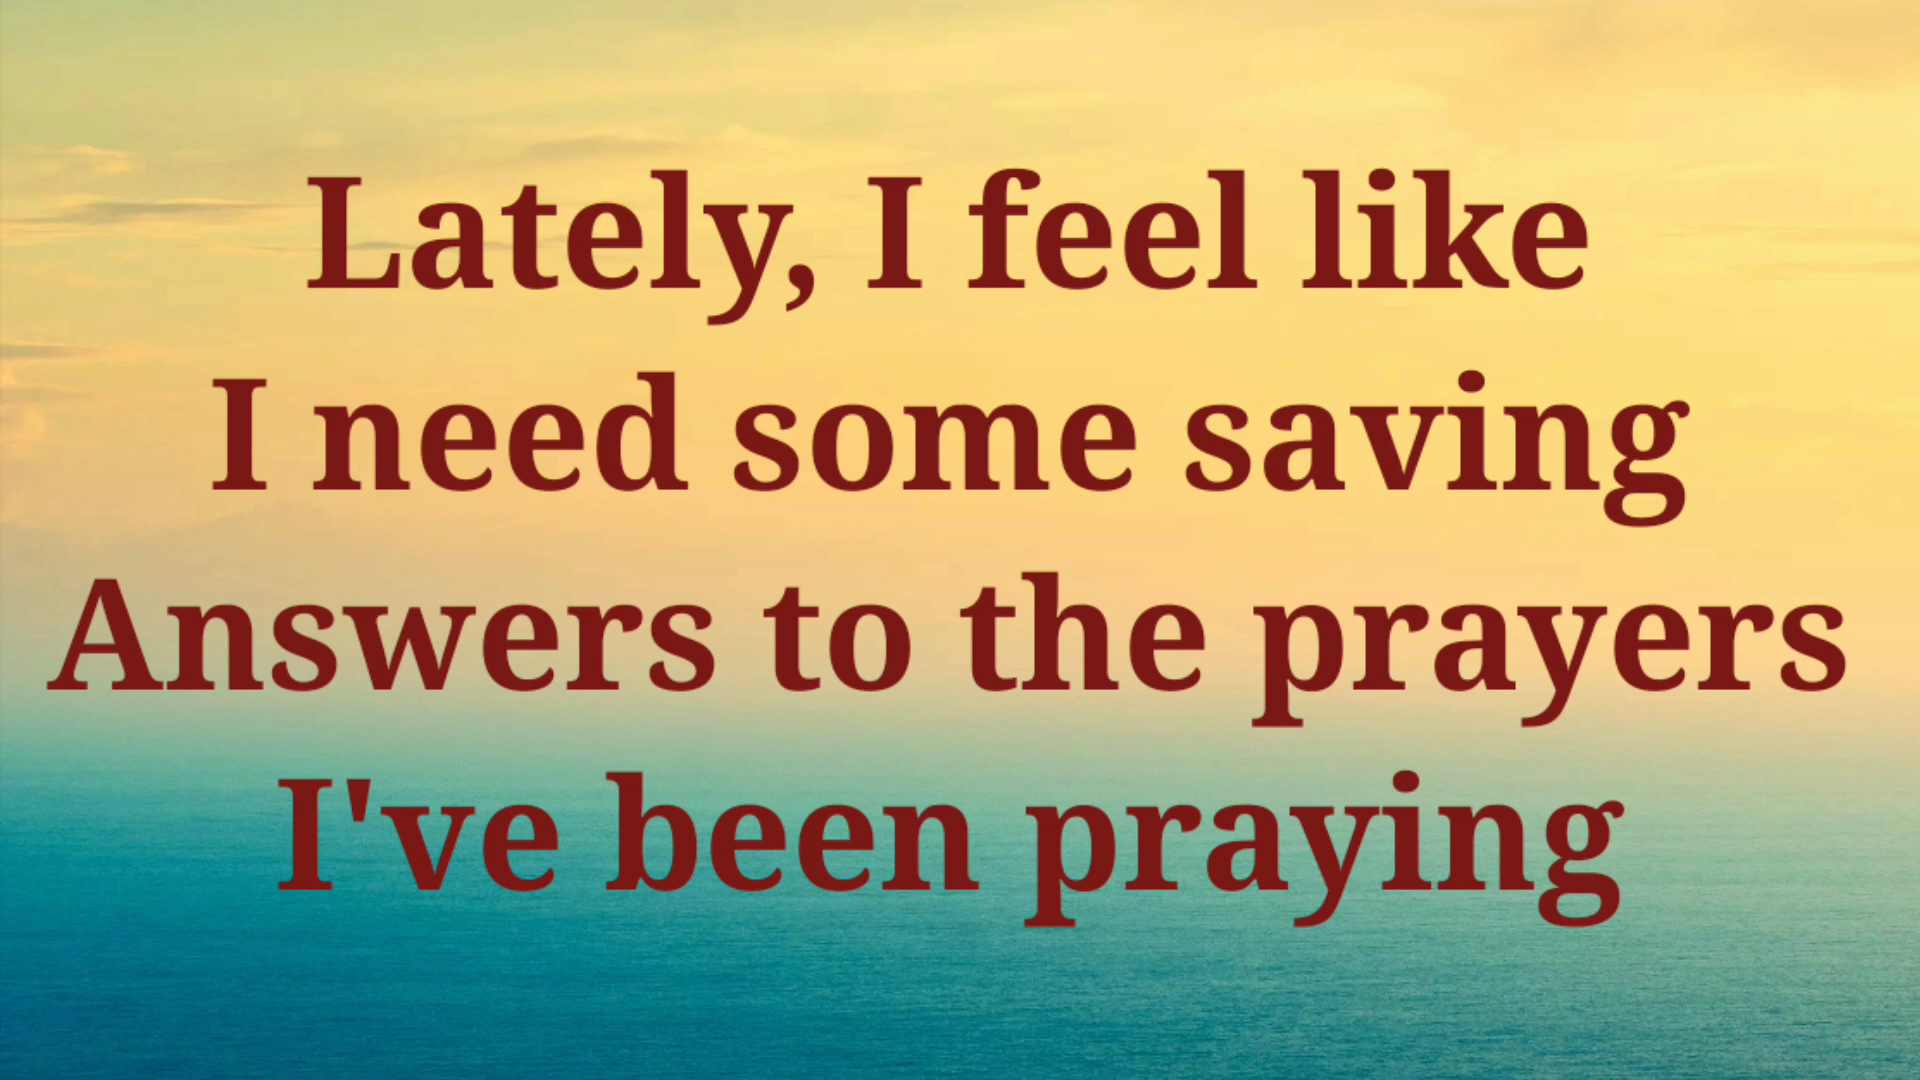 Lately, I feel like
I need some saving
Answers to the prayers
I've been praying